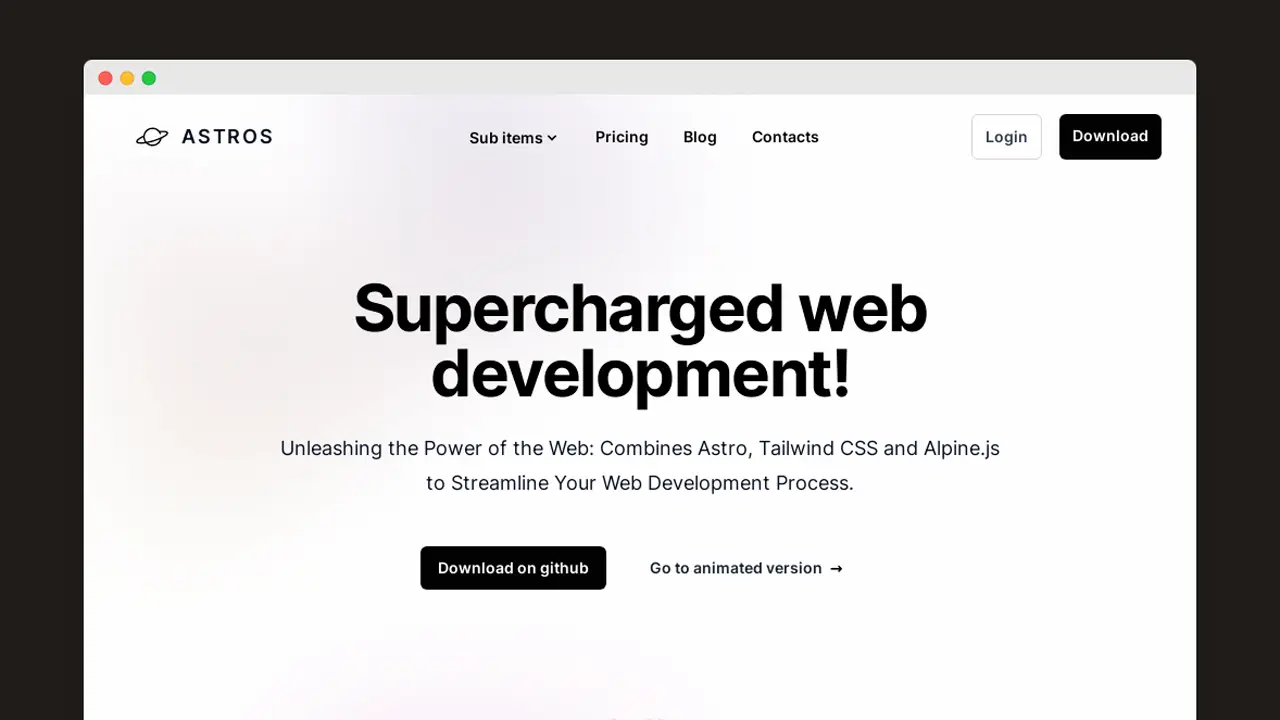 ASTROS
Sub items
Pricing
Blog
Contacts
Login
Download
Supercharged web
development!
Unleashing the Power of the Web: Combines Astro, Tailwind CSS and Alpine.js
to Streamline Your Web Development Process.
Download on github
Go to animated version →